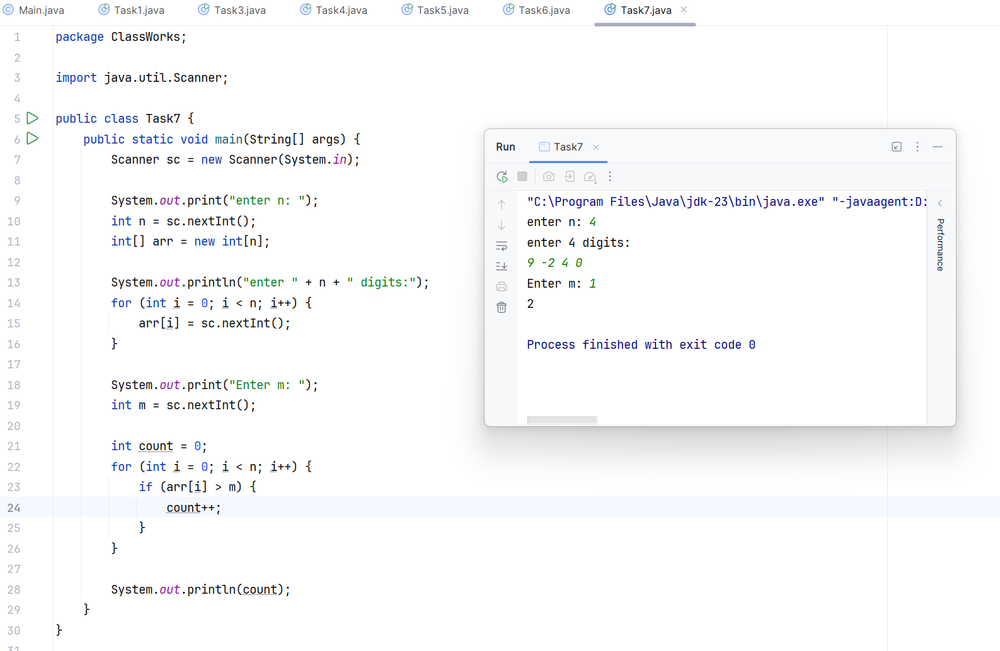 Main.java Task1.java Task3.java Task4.java Task5.java Task6.java Task7.java
1 package ClassWorks;
2
3 import java.util.Scanner;
4
5 public class Task7 {
6 public static void main(String[] args) {
7 Scanner sc = new Scanner(System.in);
8
9 System.out.print("enter n: ");
10 int n = sc.nextInt();
11 int[] arr = new int[n];
12
13 System.out.println("enter " + n + " digits:");
14 for (int i = 0; i < n; i++) {
15 arr[i] = sc.nextInt();
16 }
17
18 System.out.print("Enter m: ");
19 int m = sc.nextInt();
20
21 int count = 0;
22 for (int i = 0; i < n; i++) {
23 if (arr[i] > m) {
24 count++;
25 }
26 }
27
28 System.out.println(count);
29 }
30 }
31
Run Task7
"C:\Program Files\Java\jdk-23\bin\java.exe" "-javaagent:D:
enter n: 4
enter 4 digits:
9 -2 4 0
Enter m: 1
2
Process finished with exit code 0
Performance